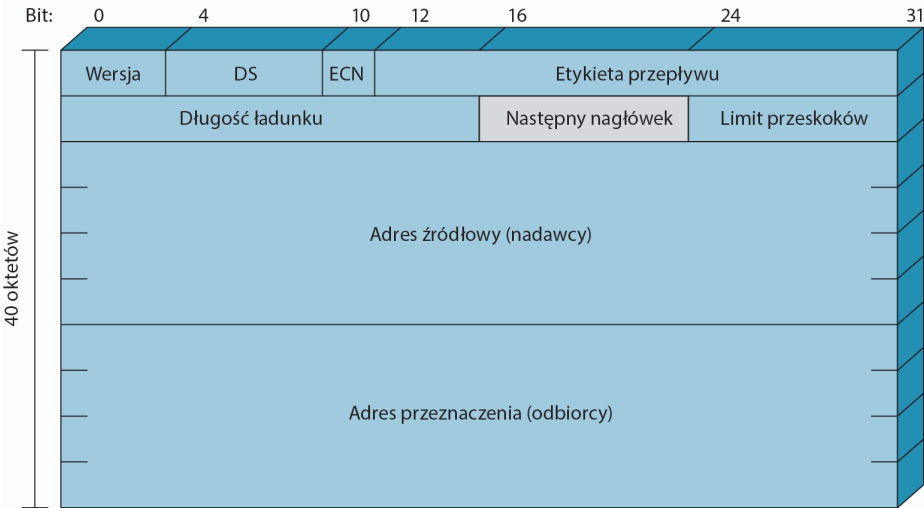 Bit: 0 4 10 12 16 24 31
Wersja DS ECN Etykieta przepływu
Długość ładunku Następny nagłówek Limit przeskoków
Adres źródłowy (nadawcy)
40 oktetów
Adres przeznaczenia (odbiorcy)